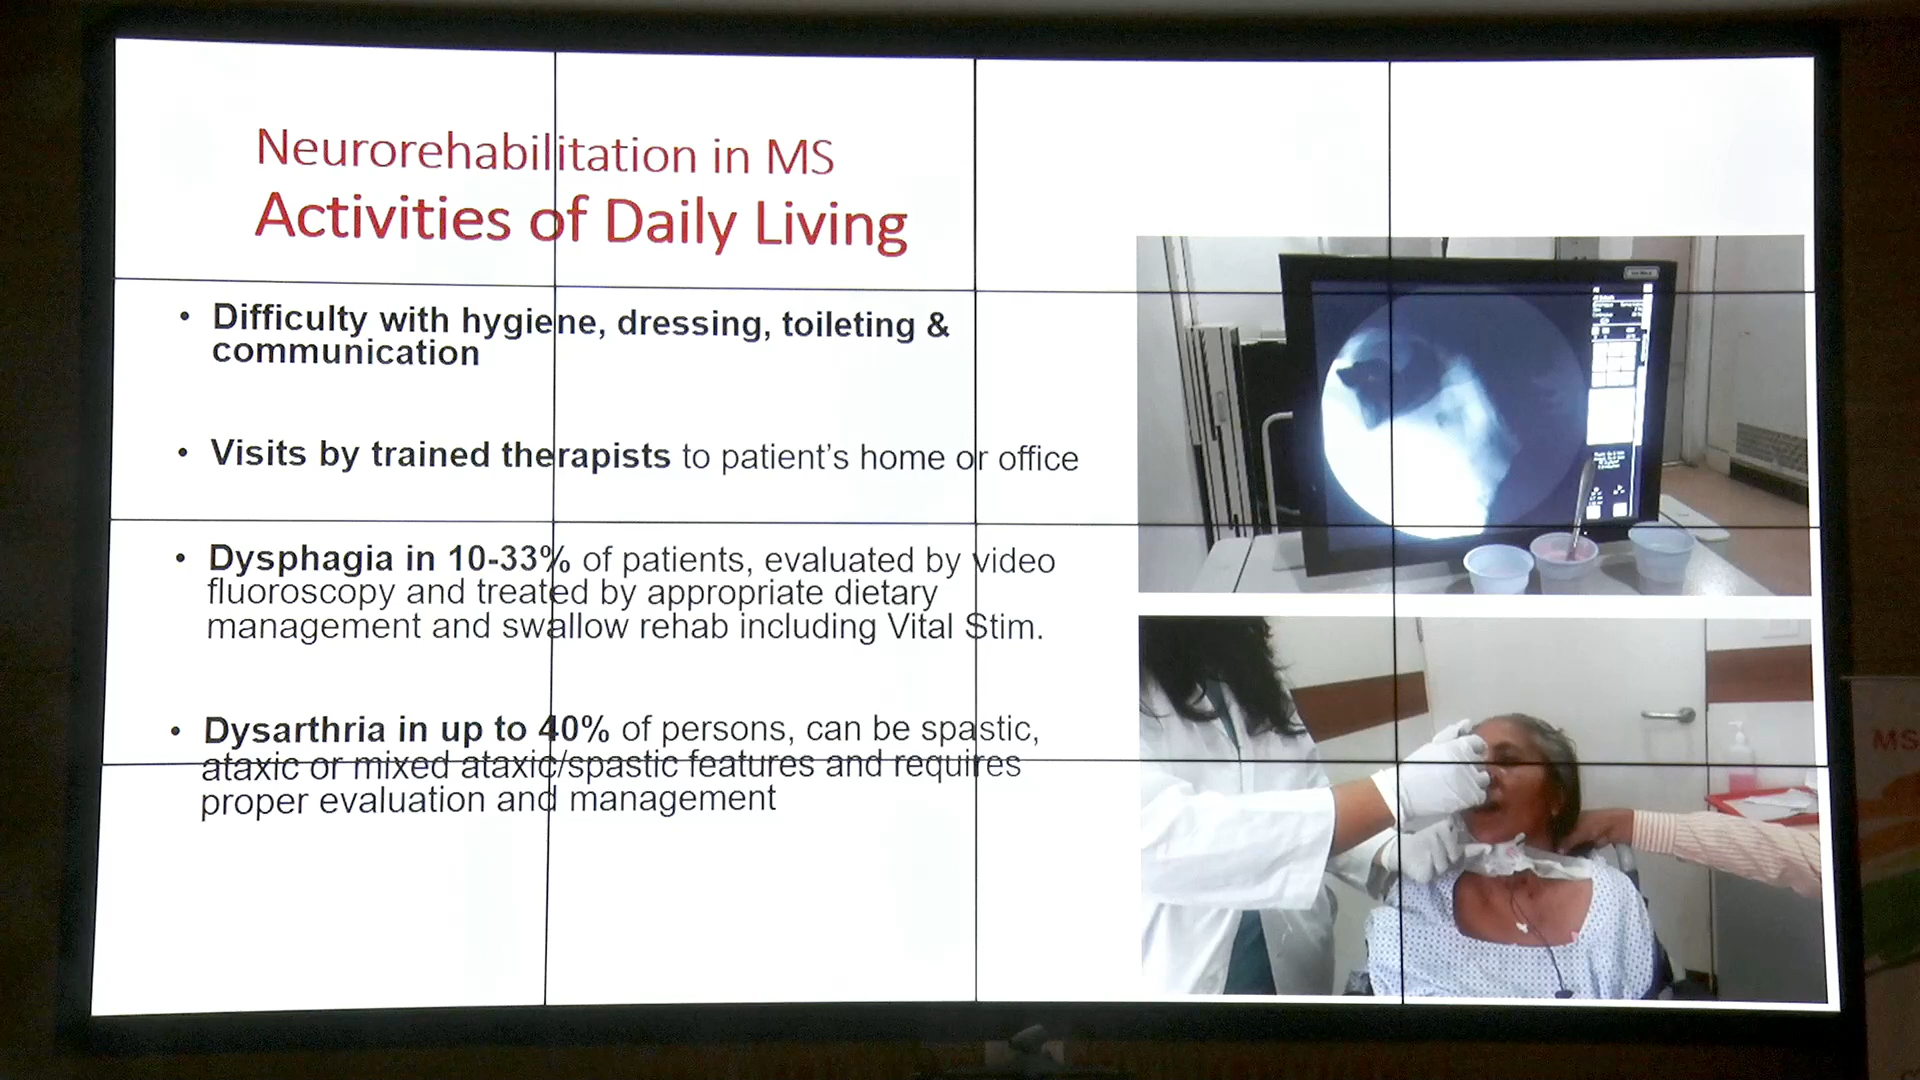 Neurorehabilitation in MS
Activities of Daily Living
• Difficulty with hygiene, dressing, toileting &
communication
• Visits by trained therapists to patient's home or office
• Dysphagia in 10-33% of patients, evaluated by video
fluoroscopy and treated by appropriate dietary
management and swallow rehab including Vital Stim.
• Dysarthria in up to 40% of persons, can be spastic,
ataxic or mixed ataxic/spastic features and requires
proper evaluation and management
MS